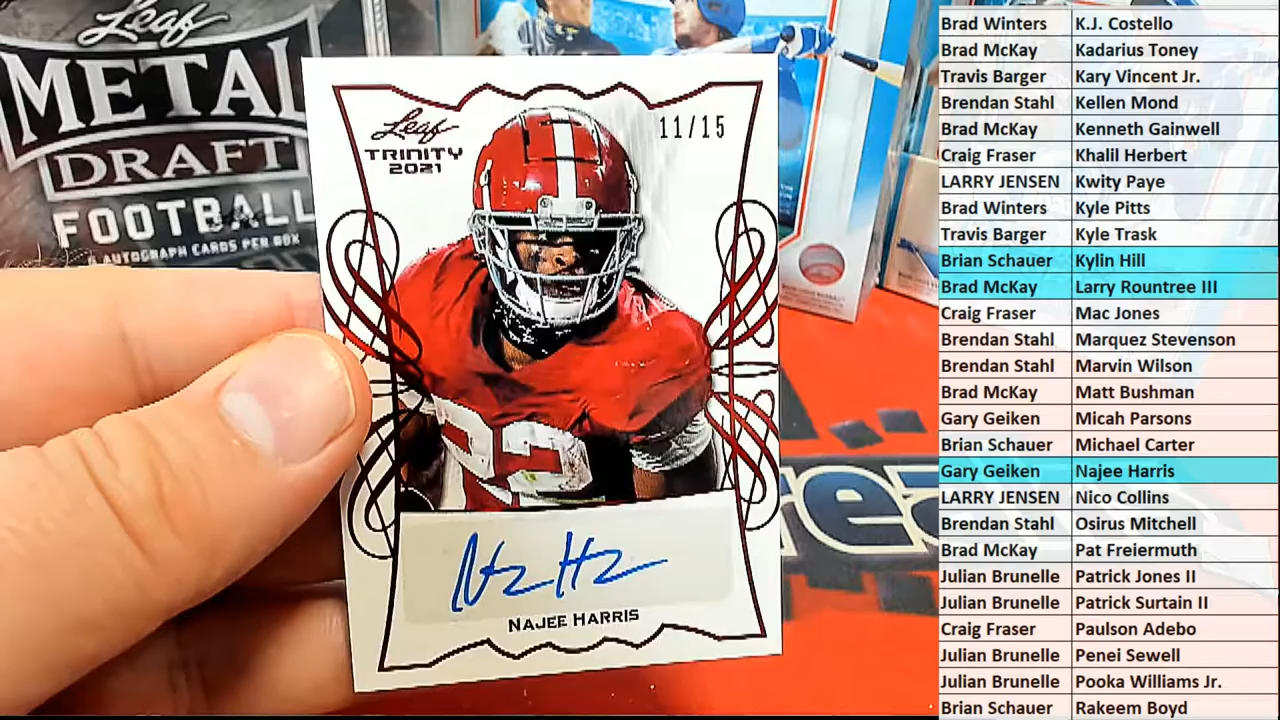 Leaf
METAL
DRAFT
FOOTBALL
AUTOGRAPH CARDS PER BOX
Leaf
TRINITY
2021
11/15
22
NAJEE HARRIS
Brad Winters K.J. Costello
Brad McKay Kadarius Toney
Travis Barger Kary Vincent Jr.
Brendan Stahl Kellen Mond
Brad McKay Kenneth Gainwell
Craig Fraser Khalil Herbert
LARRY JENSEN Kwity Paye
Brad Winters Kyle Pitts
Travis Barger Kyle Trask
Brian Schauer Kylin Hill
Brad McKay Larry Rountree III
Craig Fraser Mac Jones
Brendan Stahl Marquez Stevenson
Brendan Stahl Marvin Wilson
Brad McKay Matt Bushman
Gary Geiken Micah Parsons
Brian Schauer Michael Carter
Gary Geiken Najee Harris
LARRY JENSEN Nico Collins
Brendan Stahl Osirus Mitchell
Brad McKay Pat Freiermuth
Julian Brunelle Patrick Jones II
Julian Brunelle Patrick Surtain II
Craig Fraser Paulson Adebo
Julian Brunelle Penei Sewell
Julian Brunelle Pooka Williams Jr.
Brian Schauer Rakeem Boyd